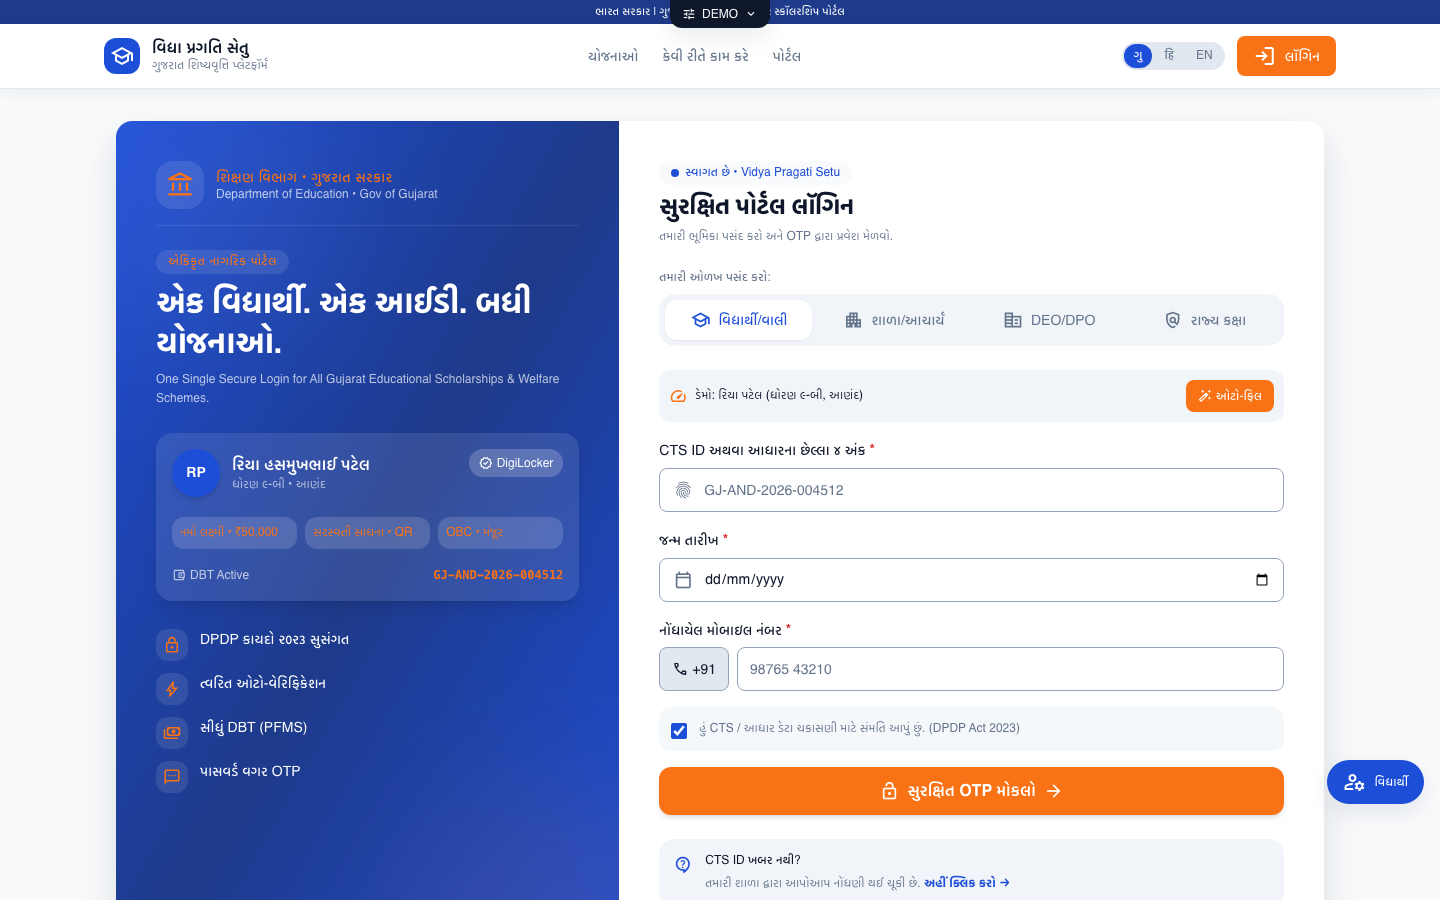 ભારત સરકાર | ગુ
સ્કૉલરશિપ પોર્ટલ
DEMO
વિદ્યા પ્રગતિ સેતુ
ગુજરાત શિષ્યવૃત્તિ પ્લેટફૉર્મ
યોજનાઓ
કેવી રીતે કામ કરે
પોર્ટલ
ગુ
हि
EN
લૉગિન
શિક્ષણ વિભાગ • ગુજરાત સરકાર
Department of Education • Gov of Gujarat
એકિકૃત નાગરિક પોર્ટલ
એક વિદ્યાર્થી. એક આઈડી. બધી
યોજનાઓ.
One Single Secure Login for All Gujarat Educational Scholarships & Welfare
Schemes.
RP
રિયા હસમુખભાઈ પટેલ
ધોરણ ૯-બી • આણંદ
DigiLocker
નમો લક્ષ્મી • ₹50,000
સરસ્વતી સાધના • QR
OBC • મંજૂર
DBT Active
GJ-AND-2026-004512
DPDP કાયદો ૨૦૨૩ સુસંગત
ત્વરિત ઓટો-વેરિફિકેશન
સીધું DBT (PFMS)
પાસવર્ડ વગર OTP
સ્વાગત છે • Vidya Pragati Setu
સુરક્ષિત પોર્ટલ લૉગિન
તમારી ભૂમિકા પસંદ કરો અને OTP દ્વારા પ્રવેશ મેળવો.
તમારી ઓળખ પસંદ કરો:
વિદ્યાર્થી/વાલી
શાળા/આચાર્ય
DEO/DPO
રાજ્ય કક્ષા
ડેમો: રિયા પટેલ (ધોરણ ૯-બી, આણંદ)
ઓટો-ફિલ
CTS ID અથવા આધારના છેલ્લા ૪ અંક *
GJ-AND-2026-004512
જન્મ તારીખ *
dd/mm/yyyy
નોંધાયેલ મોબાઇલ નંબર *
+91
98765 43210
હું CTS / આધાર ડેટા ચકાસણી માટે સંમતિ આપું છું. (DPDP Act 2023)
સુરક્ષિત OTP મોકલો
વિદ્યાર્થી
CTS ID ખબર નથી?
તમારી શાળા દ્વારા આપોઆપ નોંધણી થઈ ચૂકી છે. અહીં ક્લિક કરો →